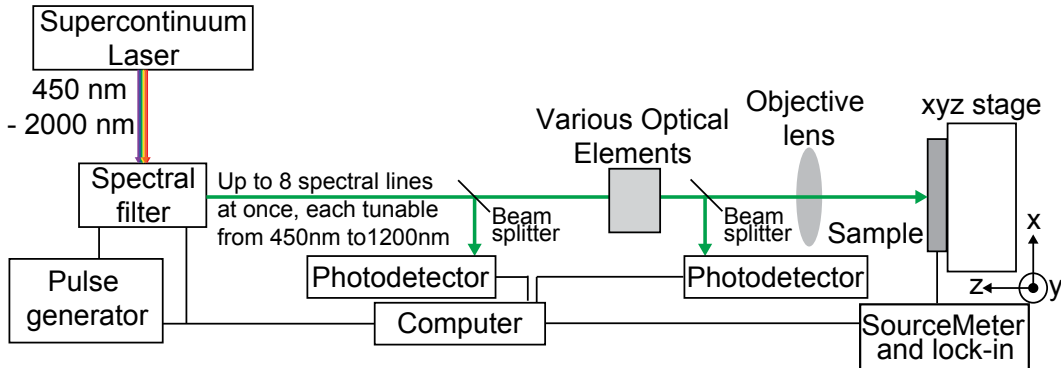 Supercontinuum
Laser
450 nm
- 2000 nm
Spectral
filter
Up to 8 spectral lines
at once, each tunable
from 450nm to1200nm
Beam
splitter
Photodetector
Various Optical
Elements
Beam
splitter
Photodetector
Objective
lens
xyz stage
Sample
x
z
y
Pulse
generator
Computer
SourceMeter
and lock-in